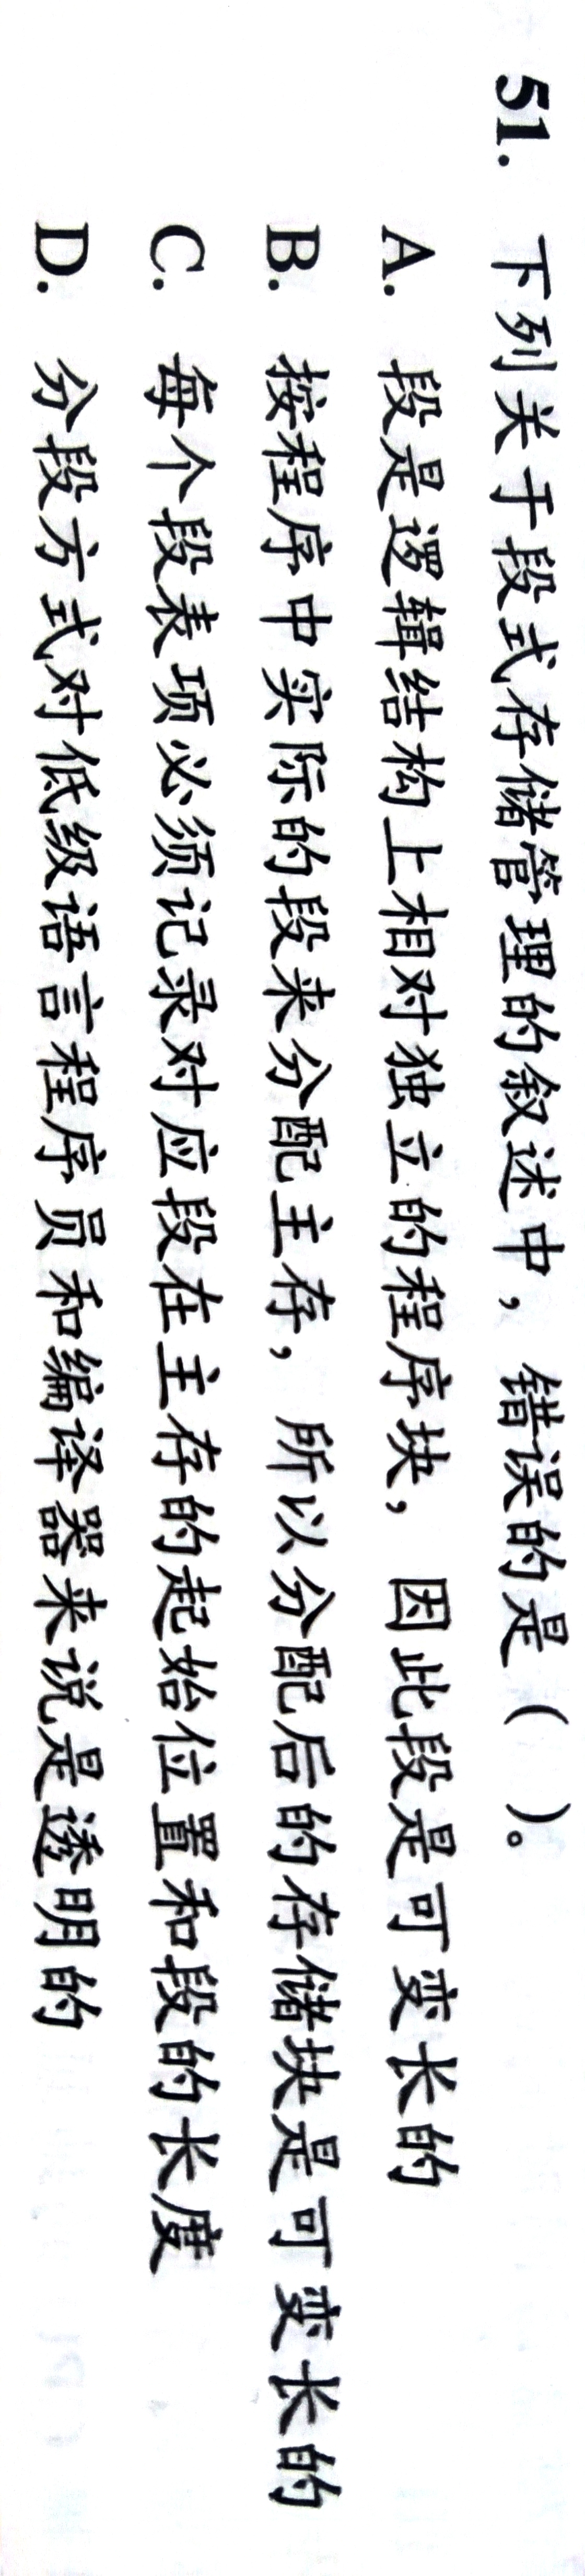 51. 下列关于段式存储管理的叙述中，错误的是（ ）。
A. 段是逻辑结构上相对独立的程序块，因此段是可变长的
B. 按程序中实际的段来分配主存，所以分配后的存储块是可变长的
C. 每个段表项必须记录对应段在主存的起始位置和段的长度
D. 分段方式对低级语言程序员和编译器来说是透明的